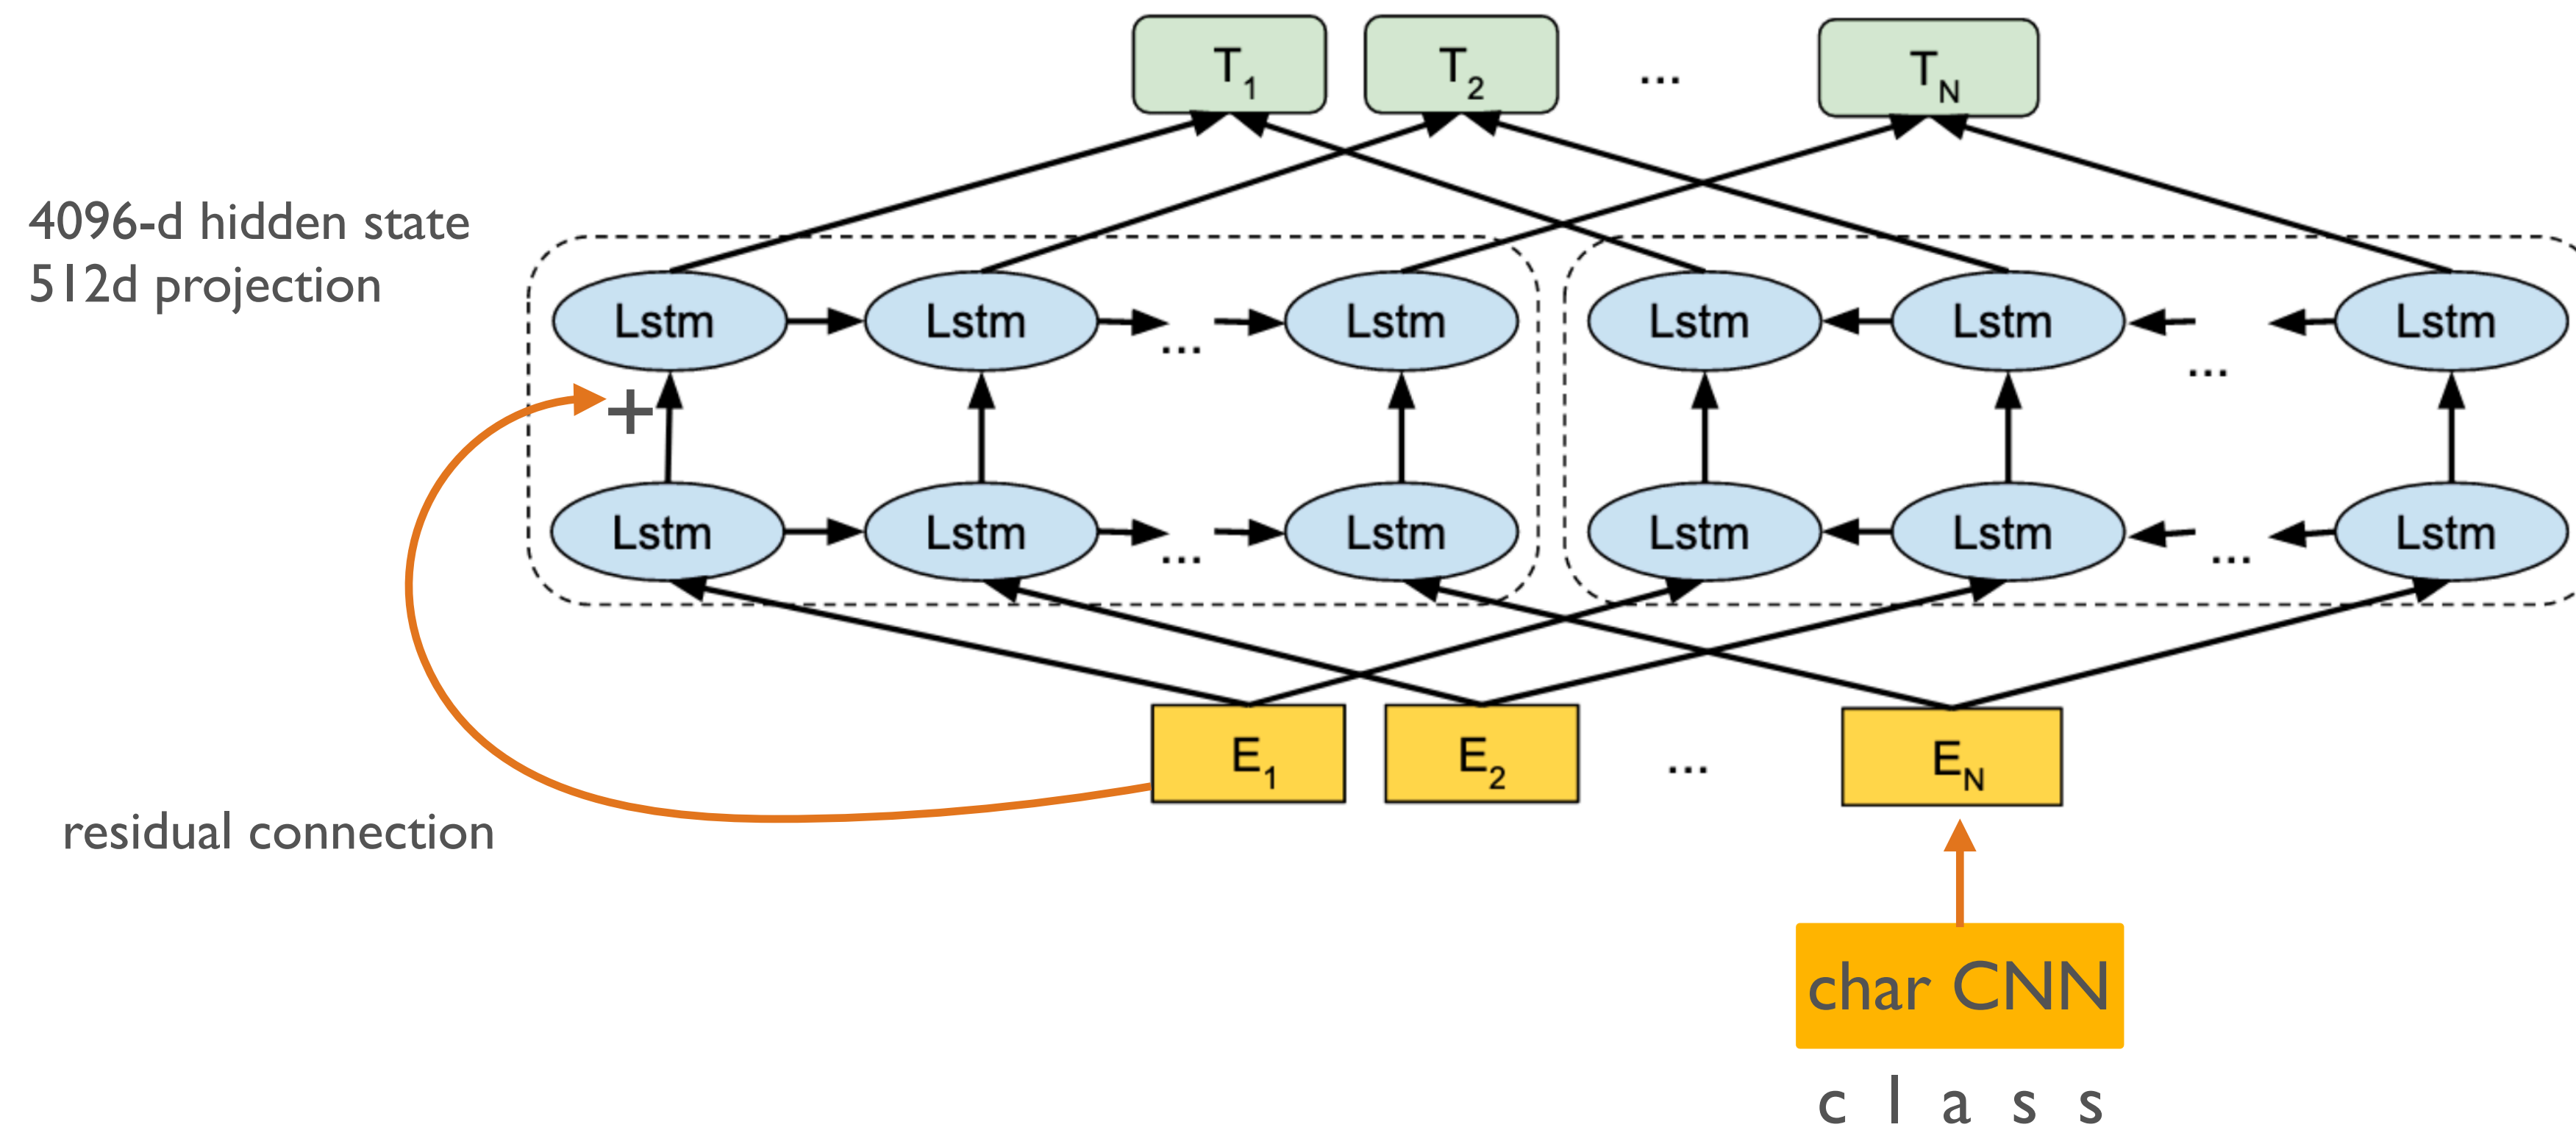 T1 T2 ... TN
4096-d hidden state
512d projection
Lstm Lstm ... Lstm Lstm Lstm ... Lstm
+
Lstm Lstm ... Lstm Lstm Lstm ... Lstm
E1 E2 ... EN
residual connection
char CNN
c l a s s